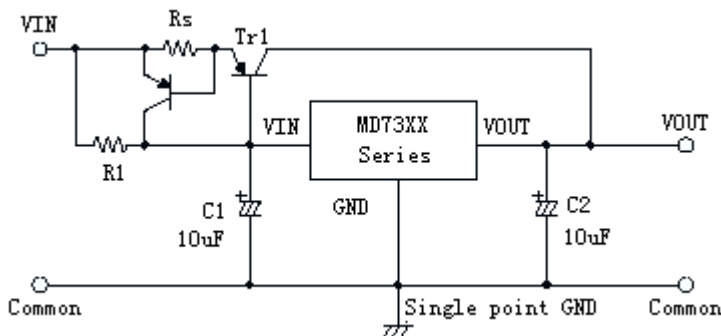 VIN
Rs
Tr1
VIN
MD73XX
Series
VOUT
VOUT
R1
C1
10uF
GND
C2
10uF
Common
Single point GND
Common